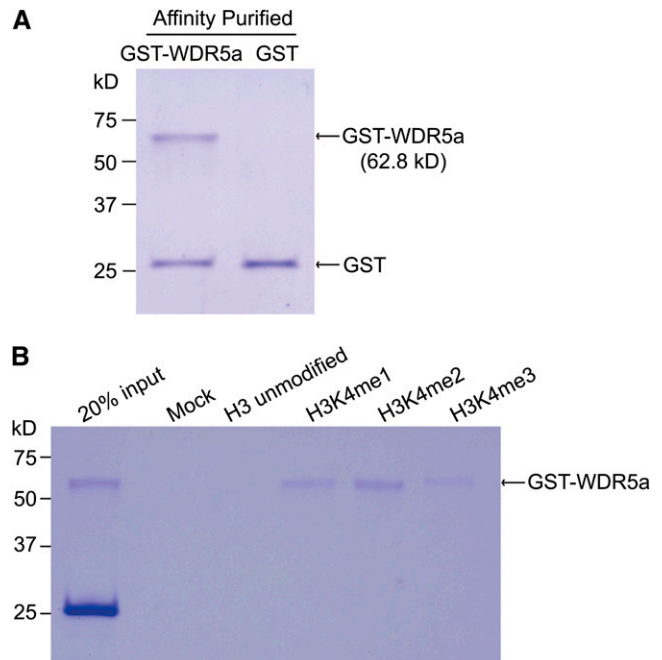 A
Affinity Purified
GST-WDR5a GST
kD
75
50
37
25
GST-WDR5a
(62.8 kD)
GST
B
20% input
Mock
H3 unmodified
H3K4me1
H3K4me2
H3K4me3
kD
75
50
37
25
GST-WDR5a